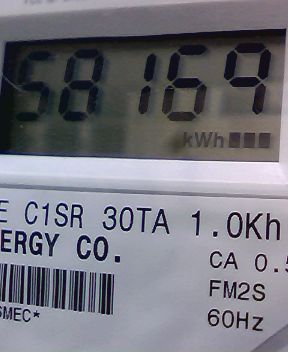 58169
kWh
E C1SR 30TA 1.0Kh
ERGY CO.
CA 0.5
FM2S
SMEC*
60Hz